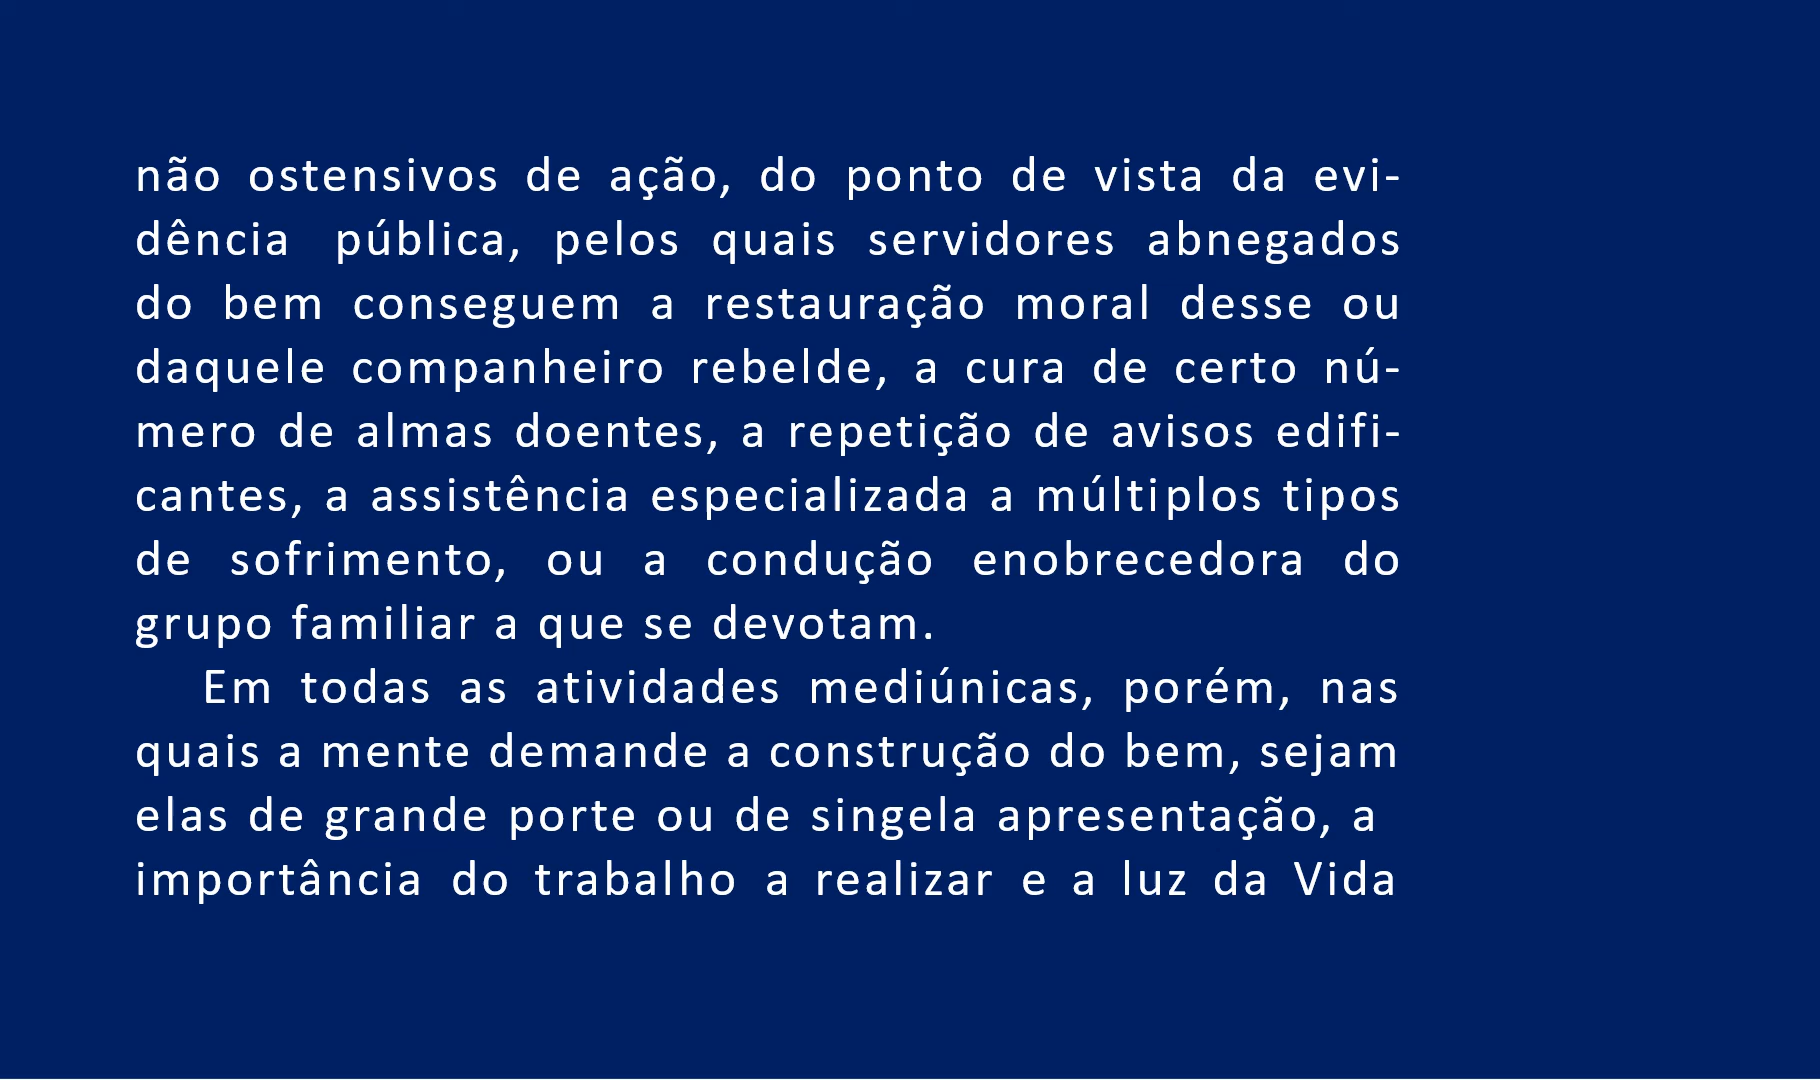 não ostensivos de ação, do ponto de vista da evi-
dência pública, pelos quais servidores abnegados
do bem conseguem a restauração moral desse ou
daquele companheiro rebelde, a cura de certo nú-
mero de almas doentes, a repetição de avisos edifi-
cantes, a assistência especializada a múltiplos tipos
de sofrimento, ou a condução enobrecedora do
grupo familiar a que se devotam.
Em todas as atividades mediúnicas, porém, nas
quais a mente demande a construção do bem, sejam
elas de grande porte ou de singela apresentação, a
importância do trabalho a realizar e a luz da Vida